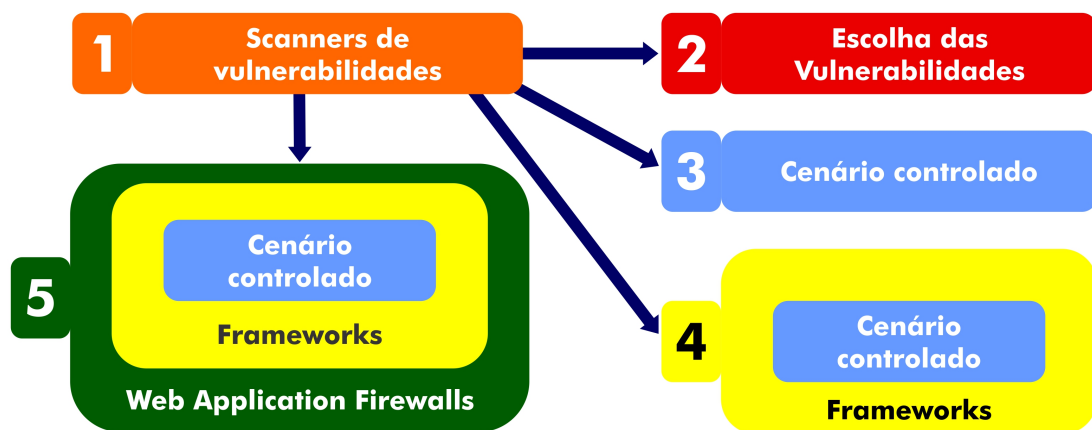 1
Scanners de
vulnerabilidades
2
Escolha das
Vulnerabilidades
3
Cenário controlado
5
Cenário
controlado
Frameworks
Web Application Firewalls
4
Cenário
controlado
Frameworks